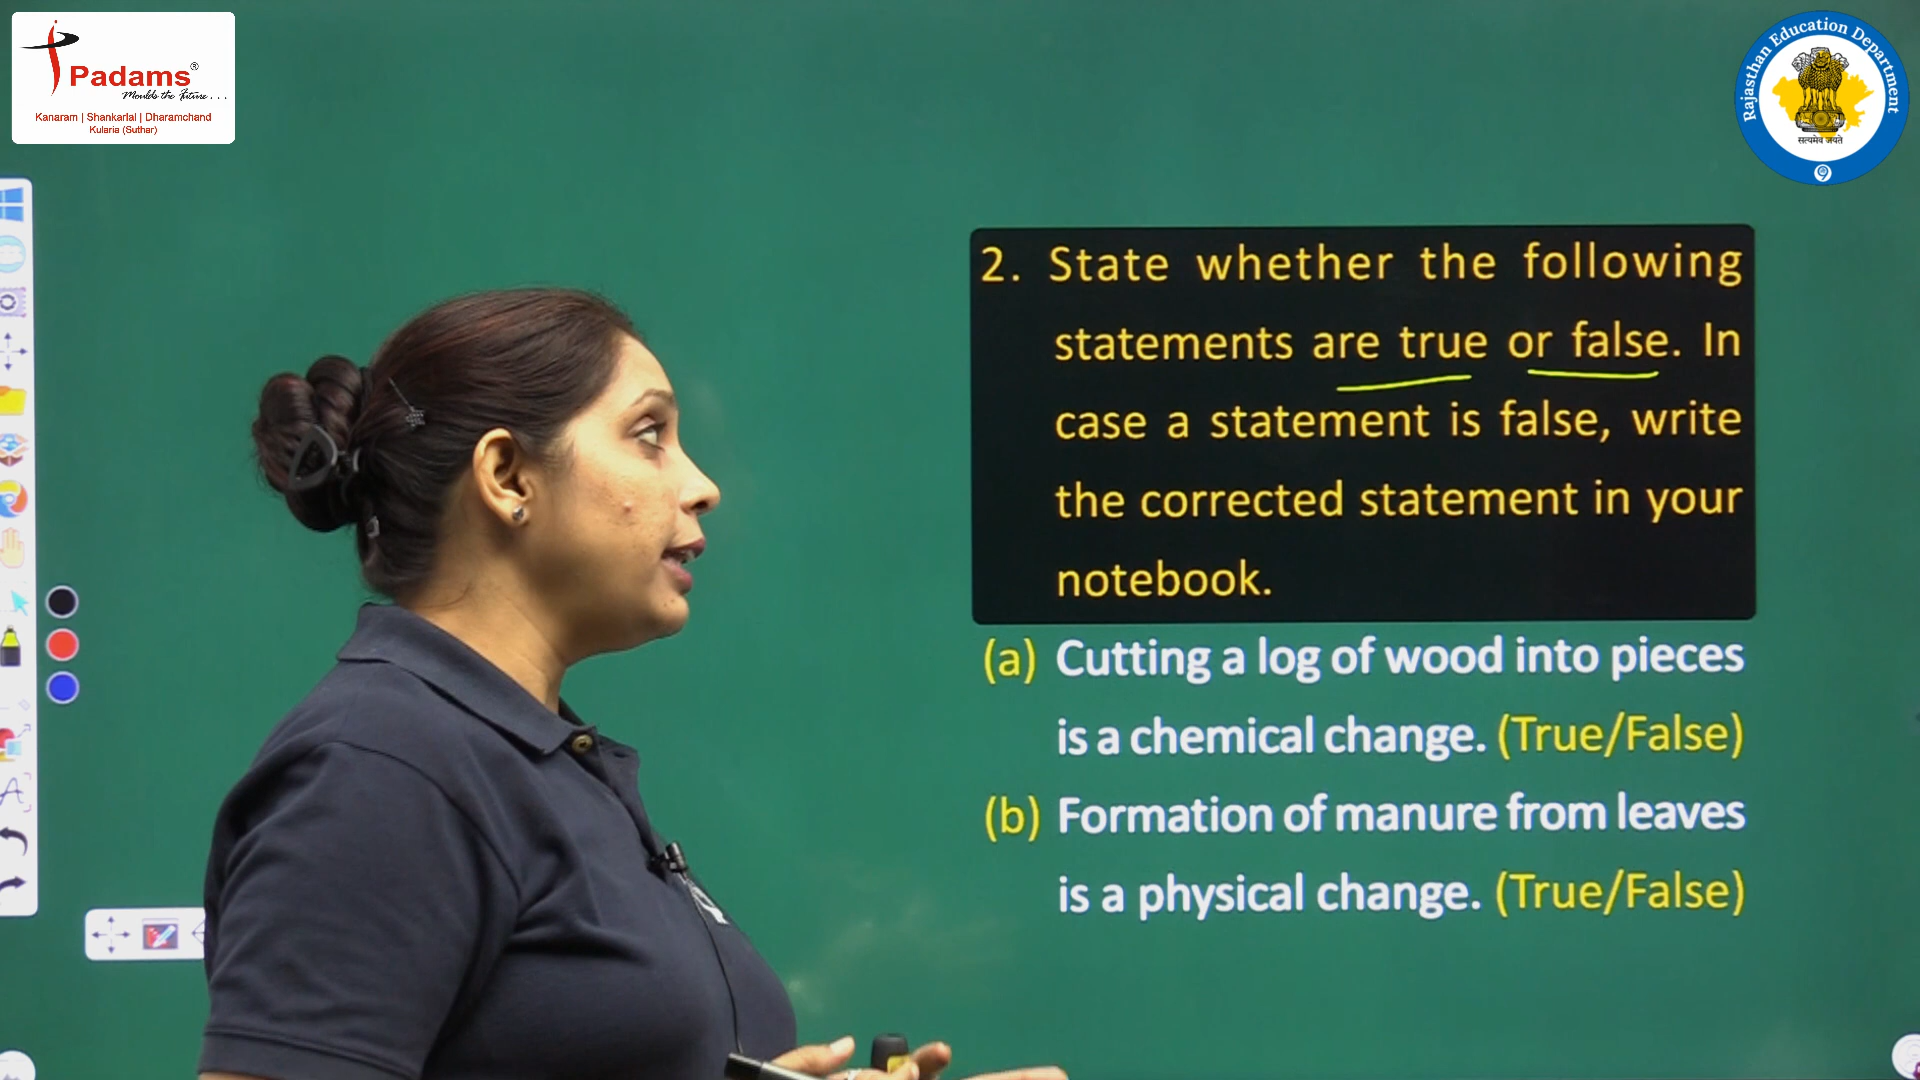 Padams®
Moulds the Future . . .
Kanaram | Shankarlal | Dharamchand
Kularia (Suthar)
Rajasthan Education Department
सत्यमेव जयते
2. State whether the following
statements are true or false. In
case a statement is false, write
the corrected statement in your
notebook.
(a) Cutting a log of wood into pieces
is a chemical change. (True/False)
(b) Formation of manure from leaves
is a physical change. (True/False)